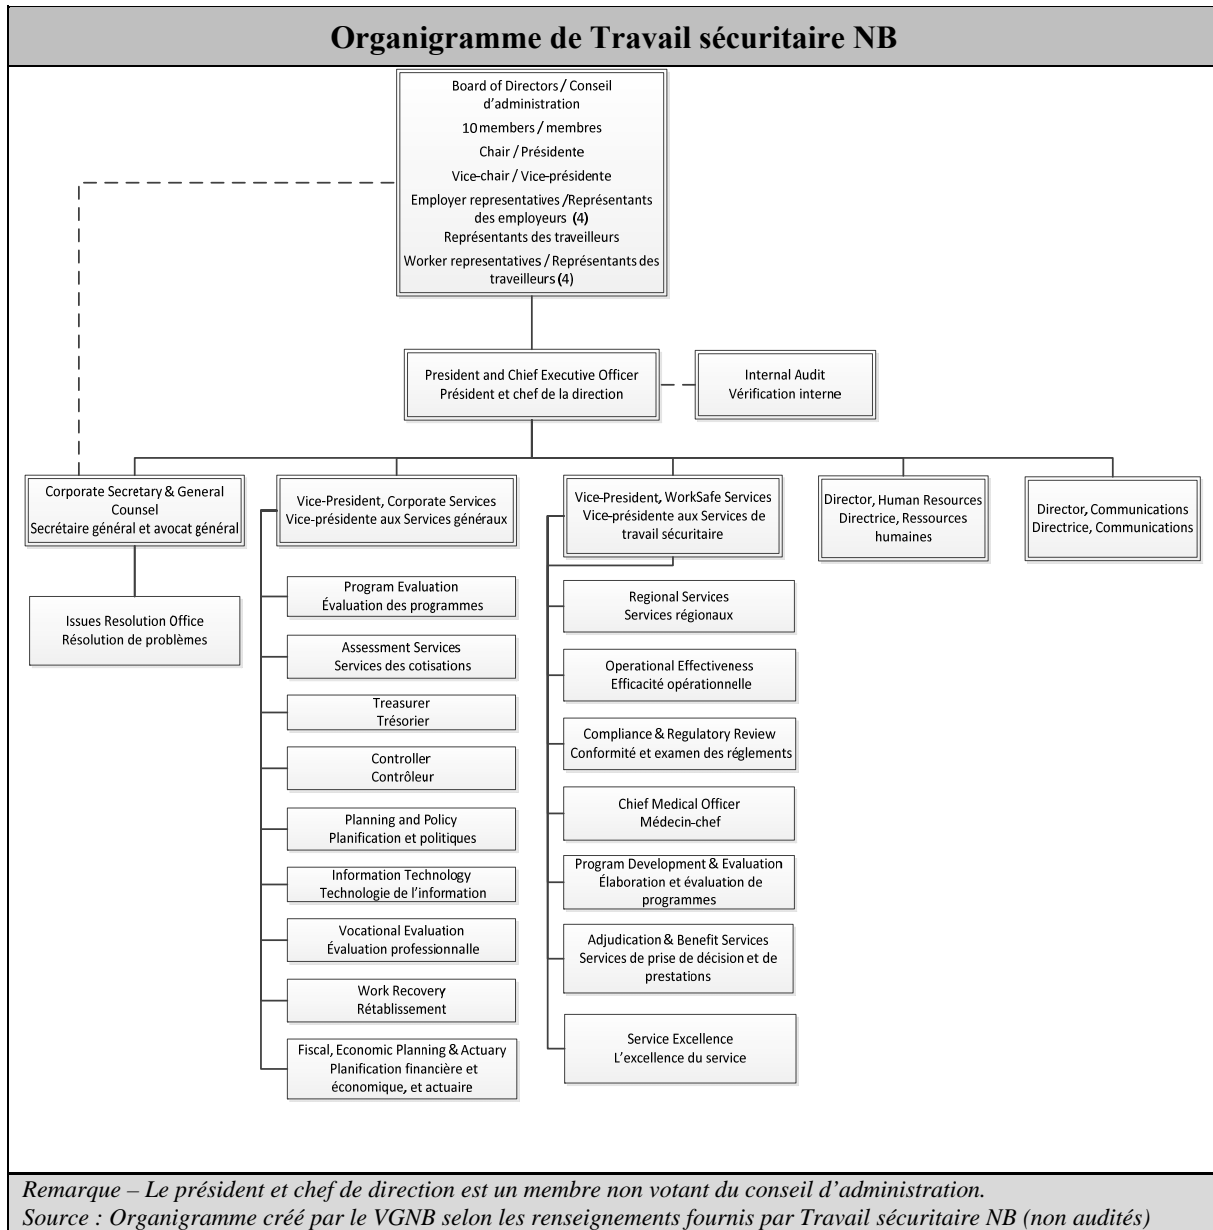 Organigramme de Travail sécuritaire NB
Board of Directors / Conseil
d'administration
10 members / membres
Chair / Présidente
Vice-chair / Vice-présidente
Employer representatives /Représentants
des employeurs (4)
Représentants des traveilleurs
Worker representatives / Représentants des
traveilleurs (4)
President and Chief Executive Officer
Président et chef de la direction
Internal Audit
Vérification interne
Corporate Secretary & General
Counsel
Secrétaire général et avocat général
Issues Resolution Office
Résolution de problèmes
Vice-President, Corporate Services
Vice-présidente aux Services généraux
Program Evaluation
Évaluation des programmes
Assessment Services
Services des cotisations
Treasurer
Trésorier
Controller
Contrôleur
Planning and Policy
Planification et politiques
Information Technology
Technologie de l'information
Vocational Evaluation
Évaluation professionnalle
Work Recovery
Rétablissement
Fiscal, Economic Planning & Actuary
Planification financière et
économique, et actuaire
Vice-President, WorkSafe Services
Vice-présidente aux Services de
travail sécuritaire
Regional Services
Services régionaux
Operational Effectiveness
Efficacité opérationnelle
Compliance & Regulatory Review
Conformité et examen des réglements
Chief Medical Officer
Médecin-chef
Program Development & Evaluation
Élaboration et évaluation de
programmes
Adjudication & Benefit Services
Services de prise de décision et de
prestations
Service Excellence
L'excellence du service
Director, Human Resources
Directrice, Ressources
humaines
Director, Communications
Directrice, Communications
Remarque – Le président et chef de direction est un membre non votant du conseil d'administration.
Source : Organigramme créé par le VGNB selon les renseignements fournis par Travail sécuritaire NB (non audités)